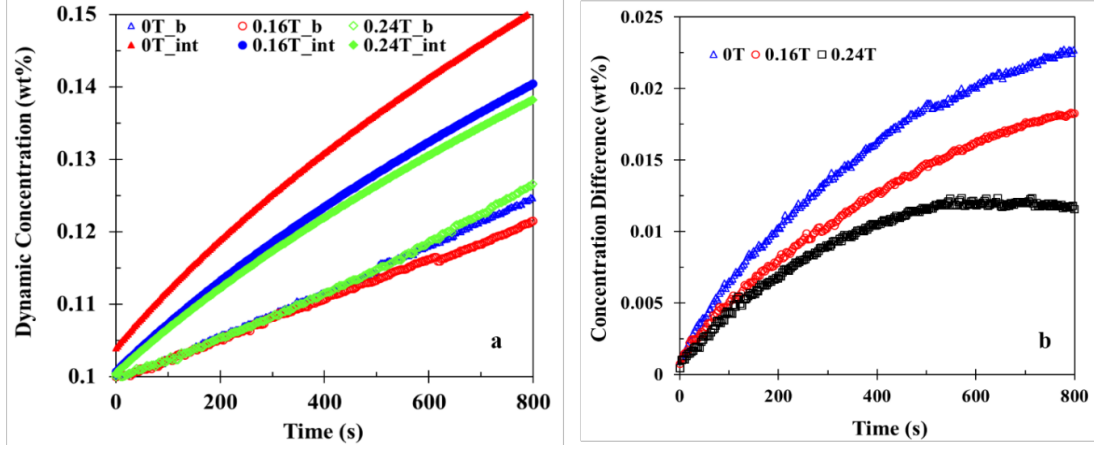 0T_b 0.16T_b 0.24T_b
0T_int 0.16T_int 0.24T_int
Dynamic Concentration (wt%)
0.15
0.14
0.13
0.12
0.11
0.1
0 200 400 600 800
Time (s)
a
0T 0.16T 0.24T
Concentration Difference (wt%)
0.025
0.02
0.015
0.01
0.005
0
0 200 400 600 800
Time (s)
b